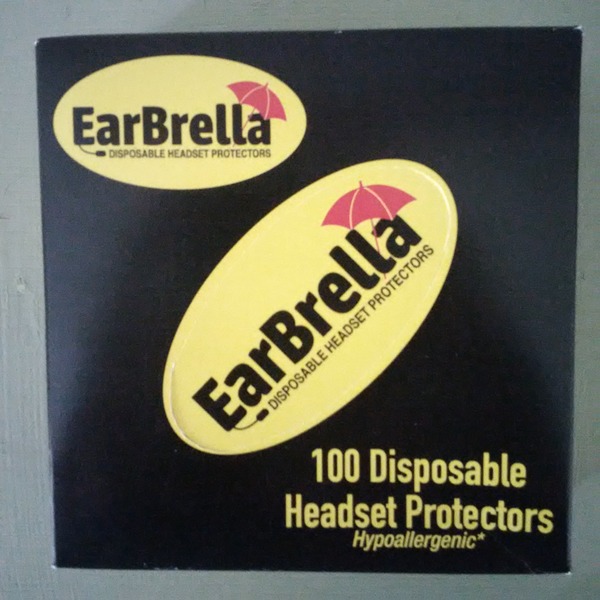 EarBrella
DISPOSABLE HEADSET PROTECTORS
EarBrella
DISPOSABLE HEADSET PROTECTORS
100 Disposable
Headset Protectors
Hypoallergenic*